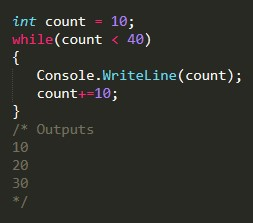 int count = 10;
while(count < 40)
{
   Console.WriteLine(count);
   count+=10;
}
/* Outputs
10
20
30
*/